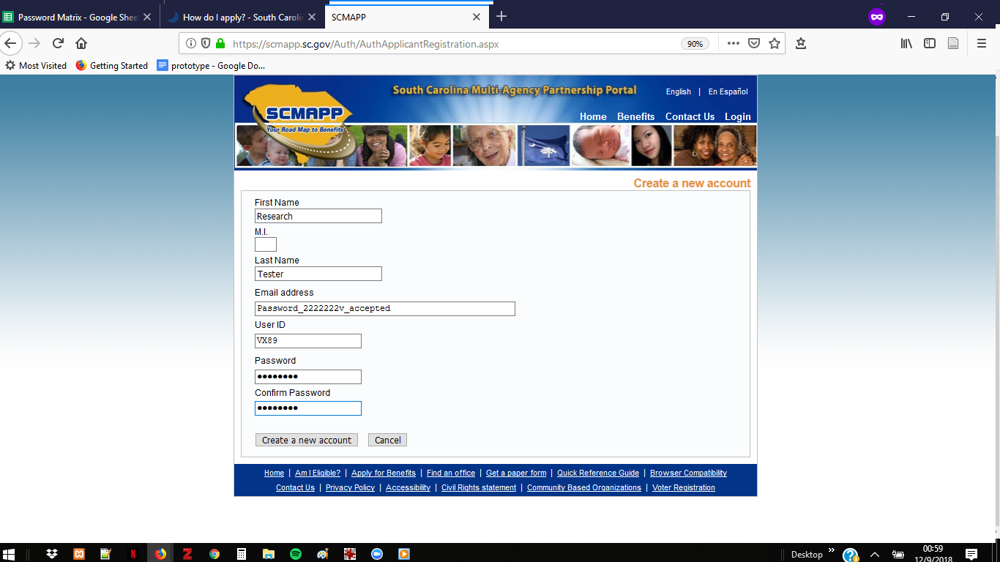 Password Matrix - Google Shee
How do I apply? - South Carolin
SCMAPP
https://scmapp.sc.gov/Auth/AuthApplicantRegistration.aspx
90%
Most Visited
Getting Started
prototype - Google Do...
South Carolina Multi-Agency Partnership Portal
English | En Español
SCMAPP
Your Road Map to Benefits
Home Benefits Contact Us Login
Create a new account
First Name
Research
M.I.
Last Name
Tester
Email address
Password_2222222v_accepted
User ID
VX89
Password
••••••••
Confirm Password
••••••••
Create a new account
Cancel
Home | Am I Eligible? | Apply for Benefits | Find an office | Get a paper form | Quick Reference Guide | Browser Compatibility
Contact Us | Privacy Policy | Accessibility | Civil Rights statement | Community Based Organizations | Voter Registration
Desktop
00:59
12/9/2018